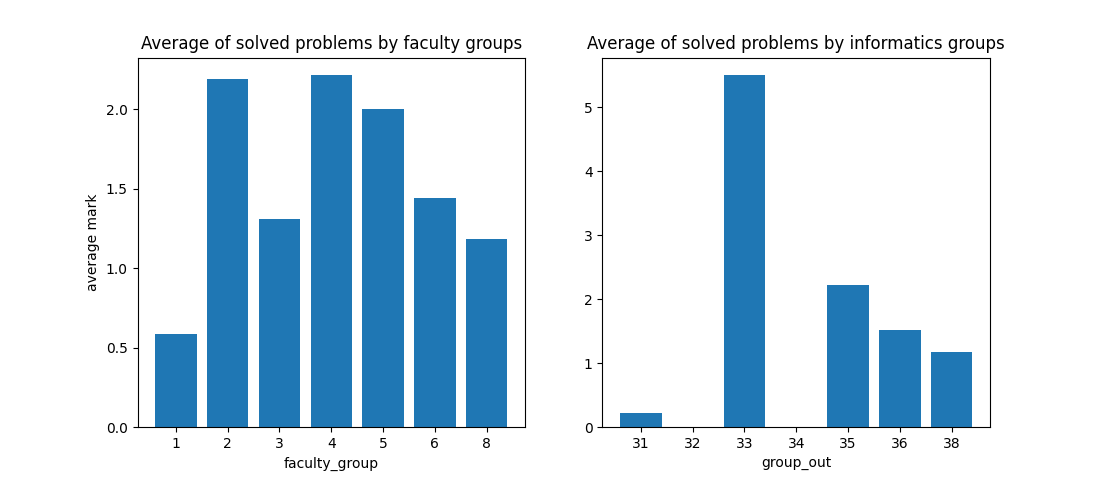 Average of solved problems by faculty groups
average mark
2.0
1.5
1.0
0.5
0.0
1 2 3 4 5 6 8
faculty_group
Average of solved problems by informatics groups
5
4
3
2
1
0
31 32 33 34 35 36 38
group_out